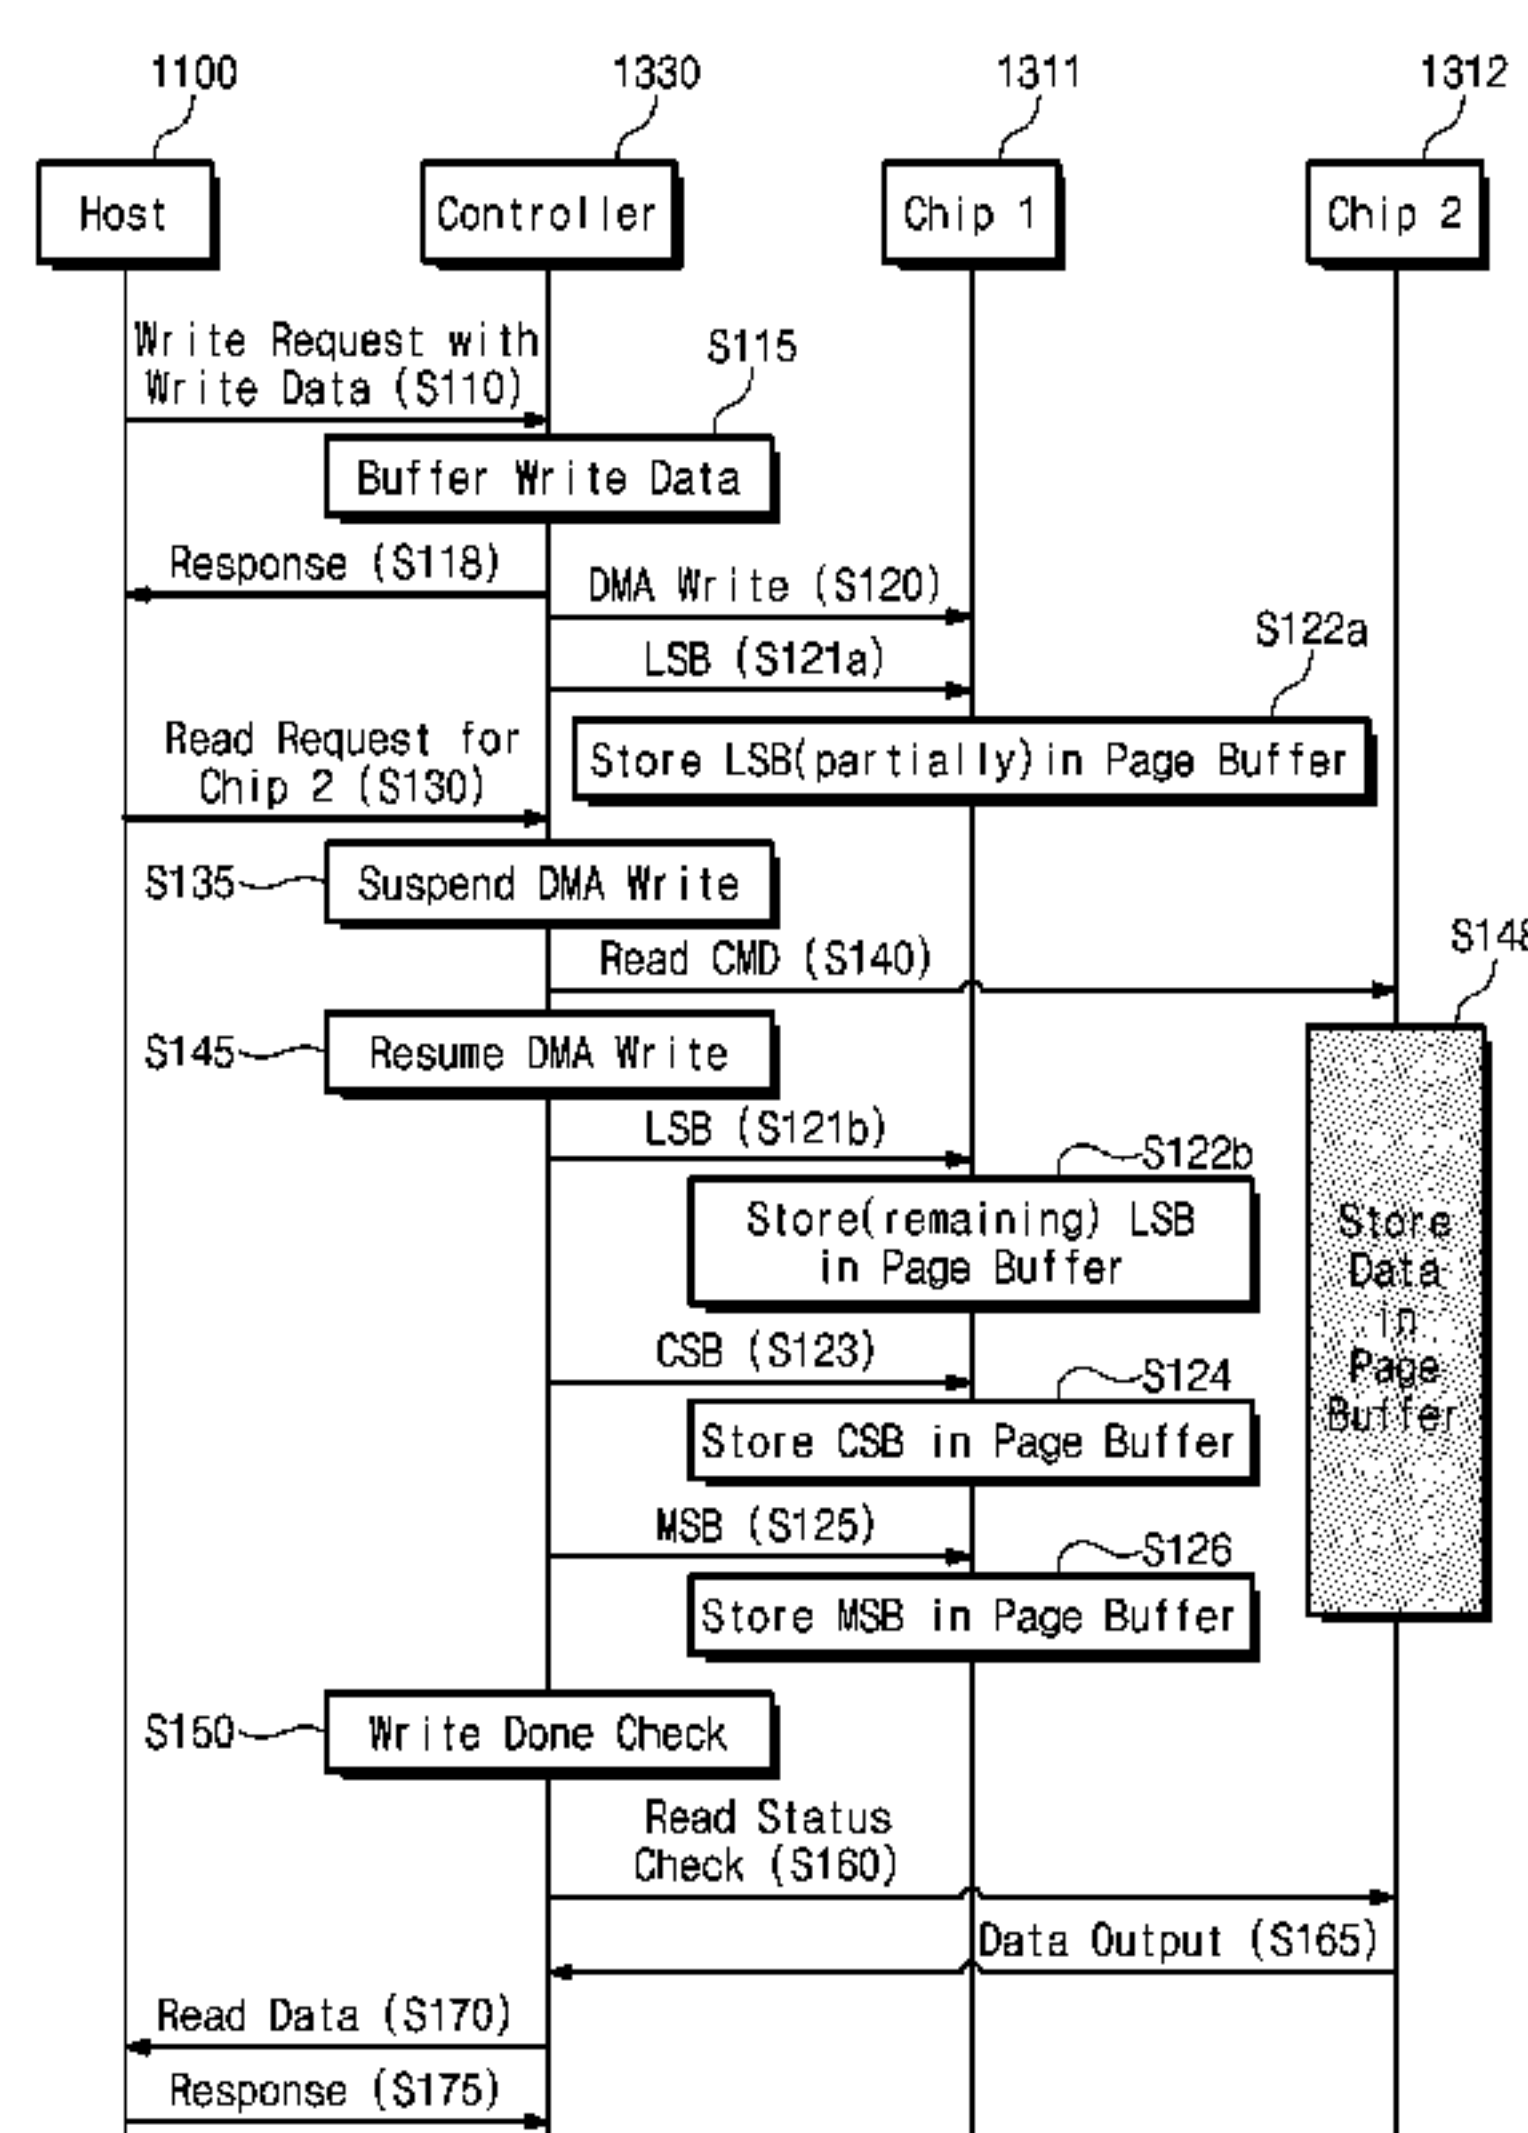 1100
1330
1311
1312
Host
Controller
Chip 1
Chip 2
Write Request with
Write Data (S110)
S115
Buffer Write Data
Response (S118)
DMA Write (S120)
LSB (S121a)
S122a
Store LSB(partially)in Page Buffer
Read Request for
Chip 2 (S130)
S135
Suspend DMA Write
Read CMD (S140)
S148
S145
Resume DMA Write
LSB (S121b)
S122b
Store(remaining) LSB
in Page Buffer
Store
Data
in
Page
Buffer
CSB (S123)
S124
Store CSB in Page Buffer
MSB (S125)
S126
Store MSB in Page Buffer
S150
Write Done Check
Read Status
Check (S160)
Data Output (S165)
Read Data (S170)
Response (S175)